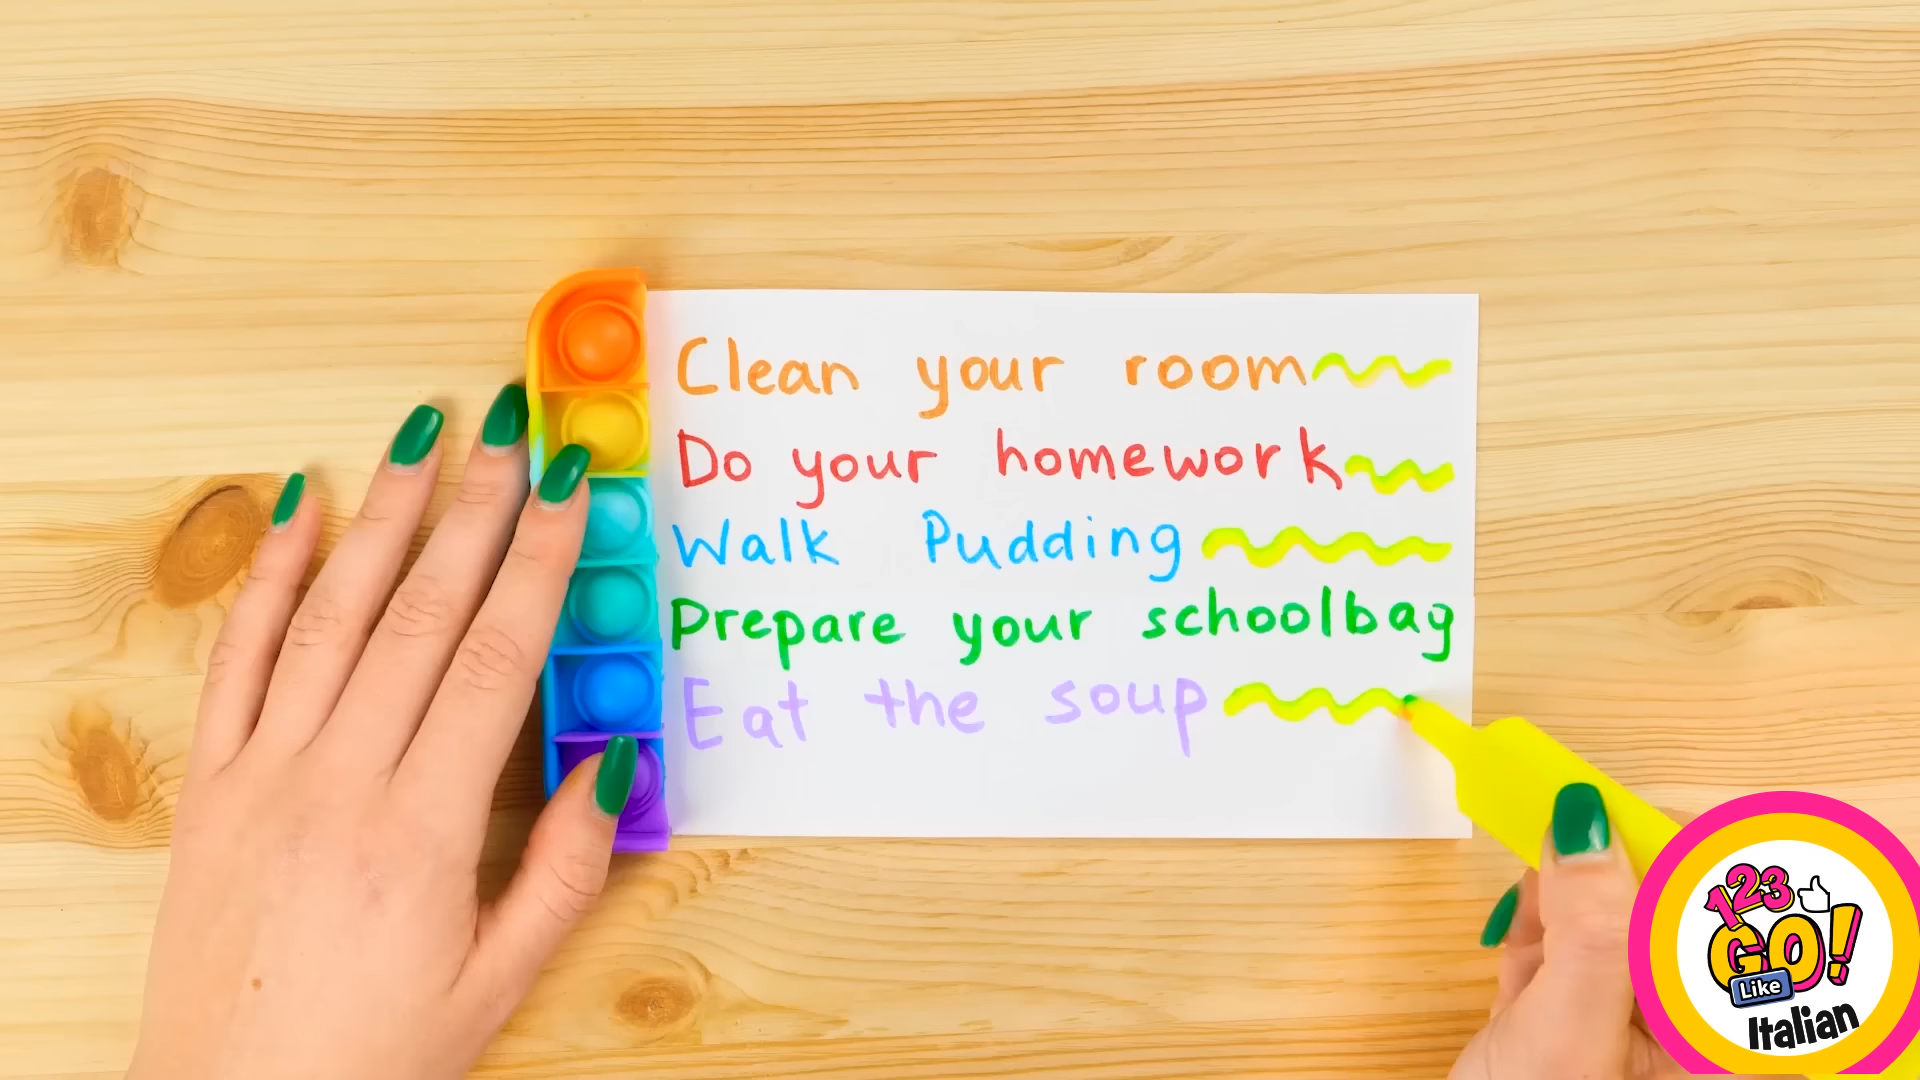 Clean your room
Do your homework
Walk Pudding
Prepare your schoolbag
Eat the soup
123
GO!
Like
Italian